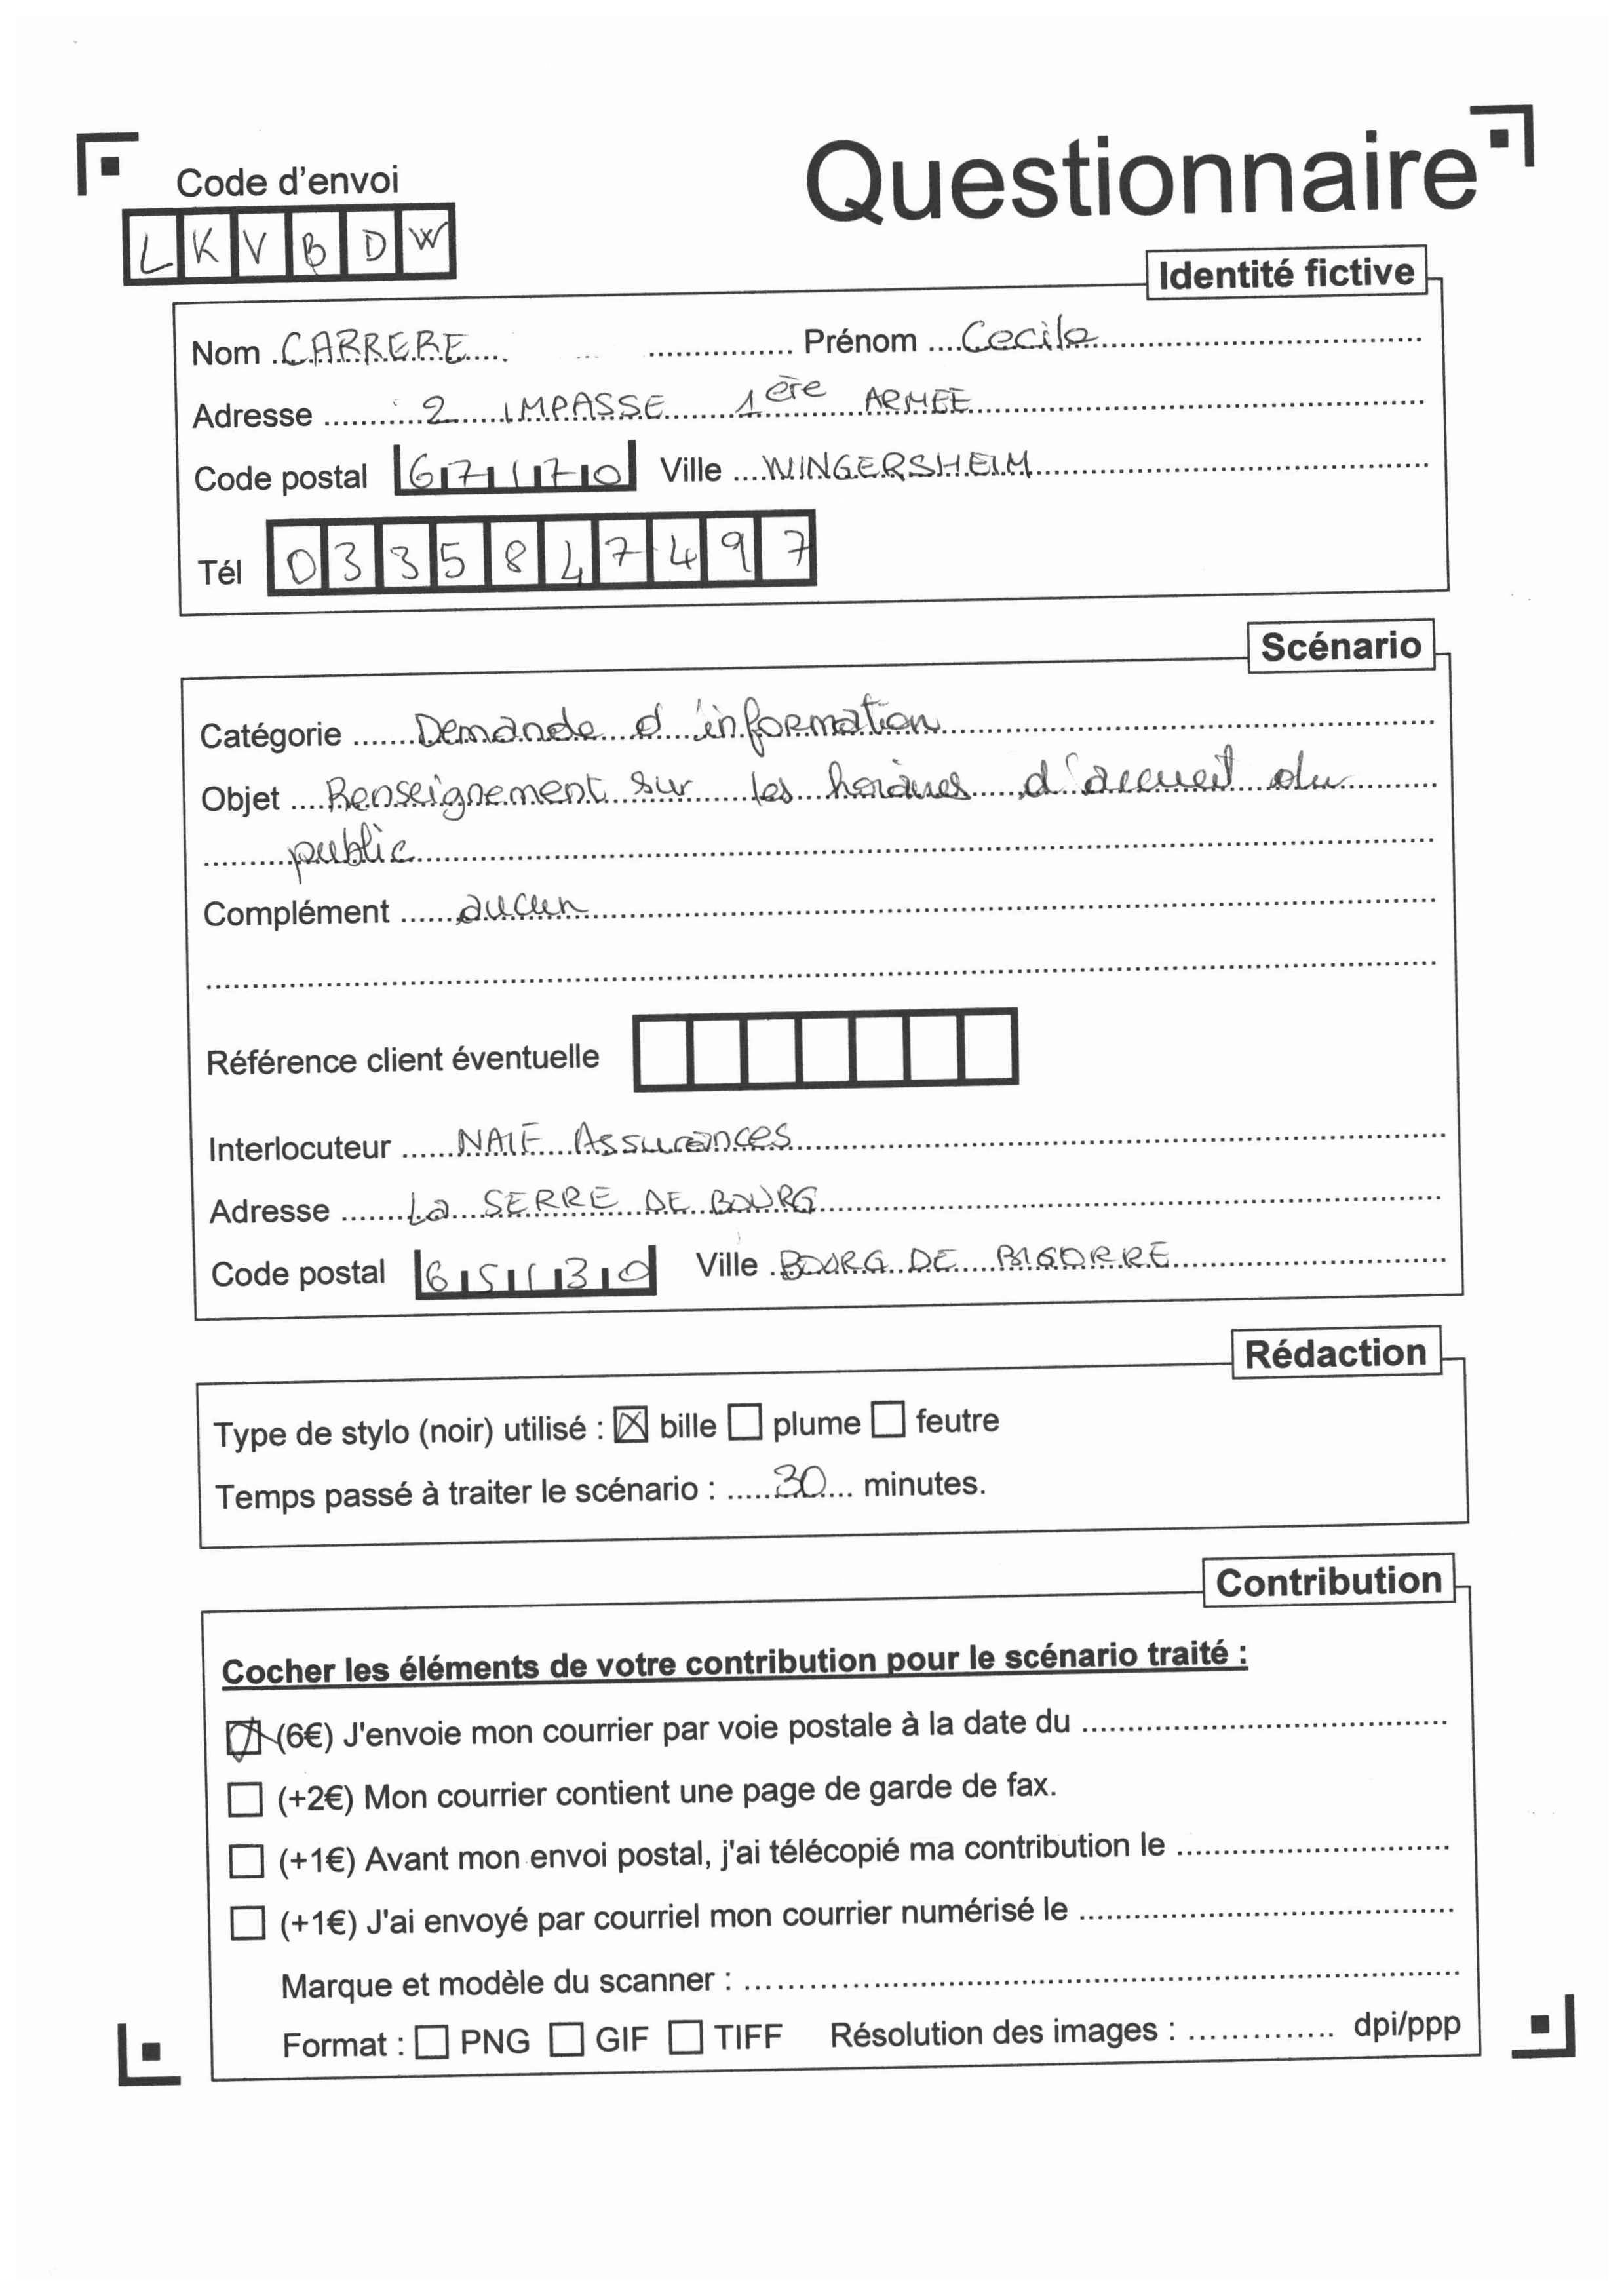 Questionnaire
Code d'envoi
L K V B D W
Identité fictive
Nom CARRERE Prénom Cecile
Adresse 2 IMPASSE 1ère ARMEE
Code postal 67170 Ville WINGERSHEIM
Tél 0335847497
Scénario
Catégorie Demande d'information
Objet Renseignement sur les horaires d'accueil du
public
Complément aucun
Référence client éventuelle
Interlocuteur NAIF Assurances
Adresse La SERRE DE BOURG
Code postal 65130 Ville BOURG DE BIGORRE
Rédaction
Type de stylo (noir) utilisé : ☒ bille ☐ plume ☐ feutre
Temps passé à traiter le scénario : 30 minutes.
Contribution
Cocher les éléments de votre contribution pour le scénario traité :
☒ (6€) J'envoie mon courrier par voie postale à la date du
☐ (+2€) Mon courrier contient une page de garde de fax.
☐ (+1€) Avant mon envoi postal, j'ai télécopié ma contribution le
☐ (+1€) J'ai envoyé par courriel mon courrier numérisé le
Marque et modèle du scanner :
Format : ☐ PNG ☐ GIF ☐ TIFF Résolution des images : dpi/ppp